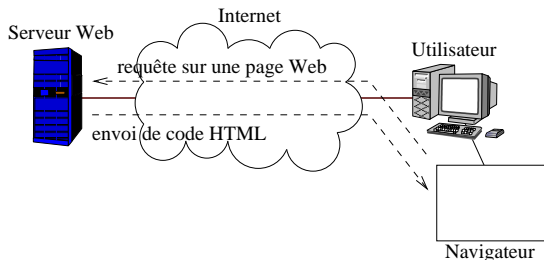 Internet
Serveur Web
Utilisateur
requête sur une page Web
envoi de code HTML
Navigateur